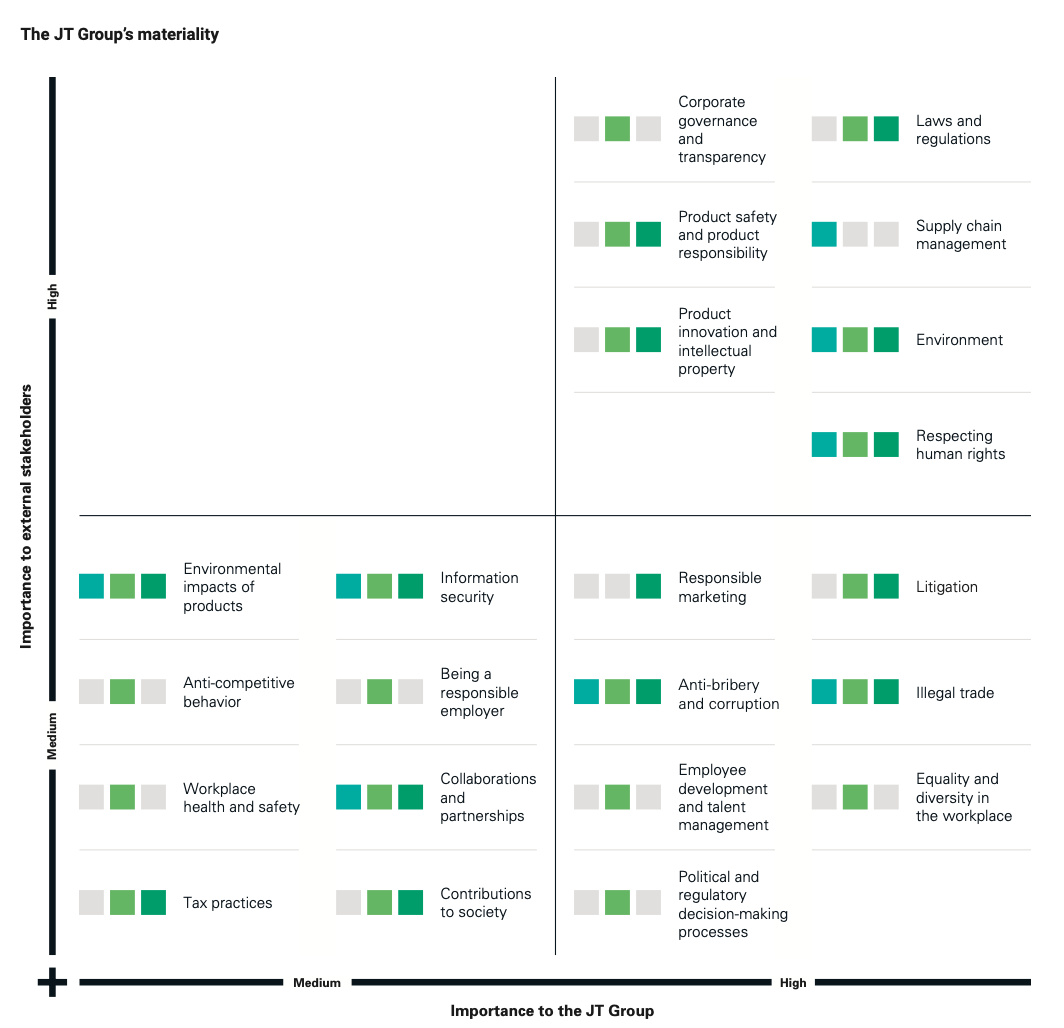 The JT Group's materiality
Corporate
governance
and
transparency
Laws and
regulations
Product safety
and product
responsibility
Supply chain
management
High
Product
innovation and
intellectual
property
Environment
Respecting
human rights
Importance to external stakeholders
Environmental
impacts of
products
Information
security
Responsible
marketing
Litigation
Anti-competitive
behavior
Being a
responsible
employer
Anti-bribery
and corruption
Illegal trade
Medium
Workplace
health and safety
Collaborations
and
partnerships
Employee
development
and talent
management
Equality and
diversity in
the workplace
Tax practices
Contributions
to society
Political and
regulatory
decision-making
processes
Medium
High
Importance to the JT Group